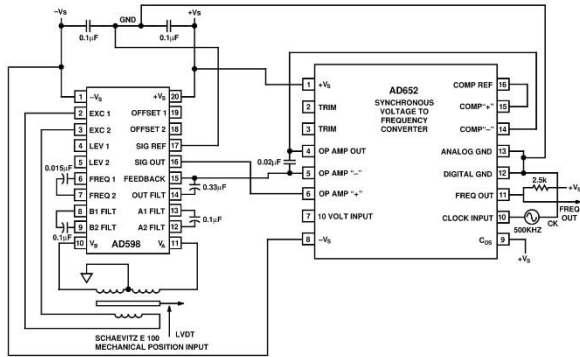 –VS GND +VS
0.1µF 0.1µF
1 –VS +VS 20
2 EXC 1 OFFSET 1 19
3 EXC 2 OFFSET 2 18
4 LEV 1 SIG REF 17
5 LEV 2 SIG OUT 16
0.015µF
6 FREQ 1 FEEDBACK 15
0.33µF
7 FREQ 2 OUT FILT 14
8 B1 FILT A1 FILT 13
0.1µF
9 B2 FILT A2 FILT 12
0.1µF
10 VB VA 11
AD598
LVDT
SCHAEVITZ E 100
MECHANICAL POSITION INPUT
0.02µF
AD652
SYNCHRONOUS
VOLTAGE TO
FREQUENCY
CONVERTER
1 +VS COMP REF 16
2 TRIM COMP"+" 15
3 TRIM COMP"–" 14
4 OP AMP OUT ANALOG GND 13
5 OP AMP "–" DIGITAL GND 12
6 OP AMP "+" FREQ OUT 11
7 10 VOLT INPUT CLOCK INPUT 10
8 –VS COS 9
2.5k
+VS
FREQ
OUT
CK
500KHZ
+VS